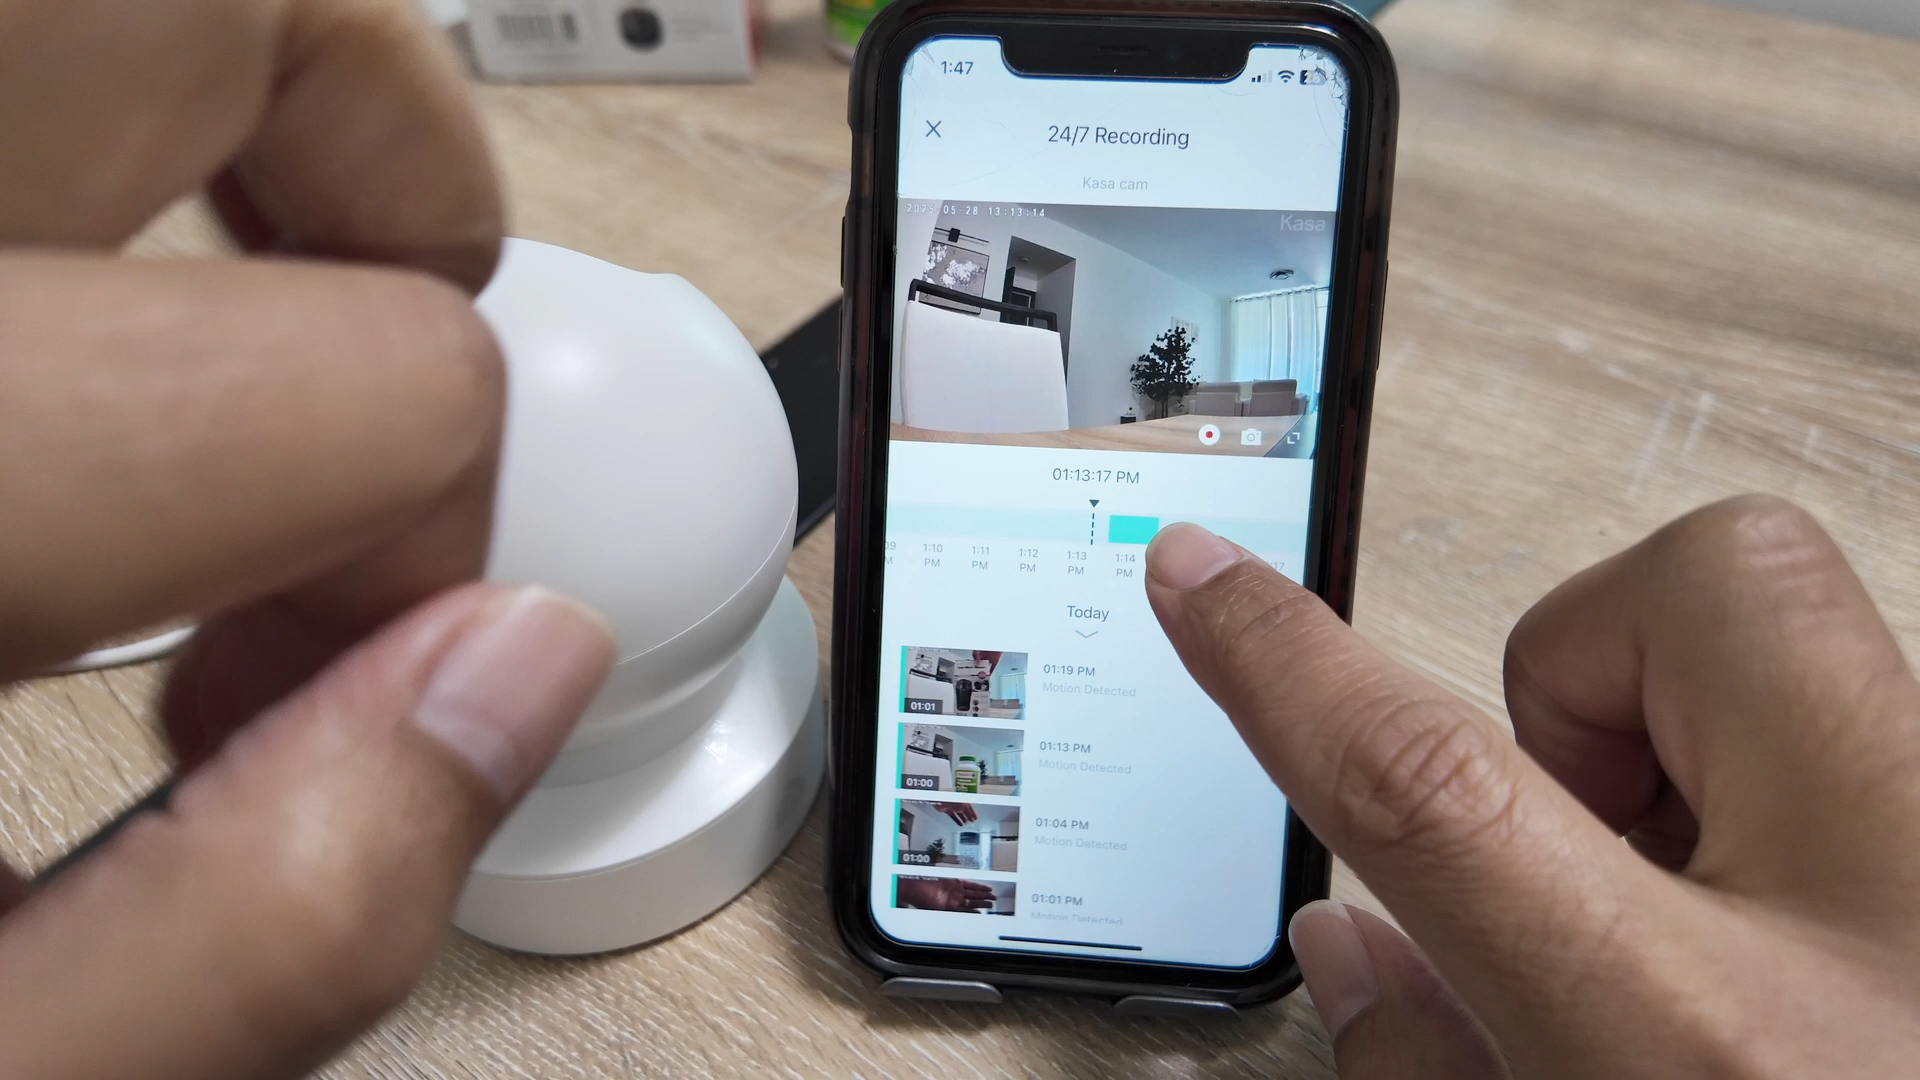 1:47
24/7 Recording
Kasa cam
05-28 13:13:14
Kasa
01:13:17 PM
1:10 PM
1:11 PM
1:12 PM
1:13 PM
1:14 PM
Today
01:19 PM
Motion Detected
01:01
01:13 PM
Motion Detected
01:00
01:04 PM
Motion Detected
01:00
01:01 PM
Motion Detected